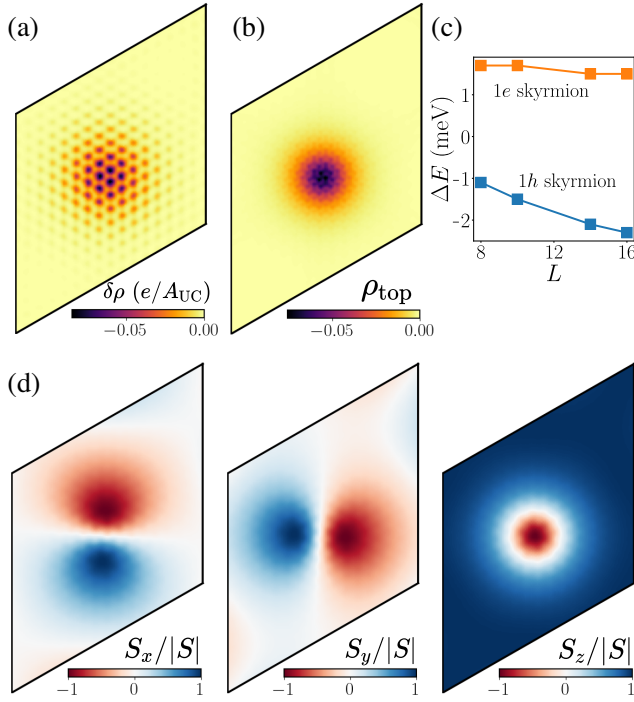 (a)
(b)
(c)
δρ (e/A_UC)
−0.05
0.00
ρ_top
−0.05
0.00
ΔE (meV)
1
0
−1
−2
1e skyrmion
1h skyrmion
8
12
16
L
(d)
S_x/|S|
−1
0
1
S_y/|S|
−1
0
1
S_z/|S|
−1
0
1